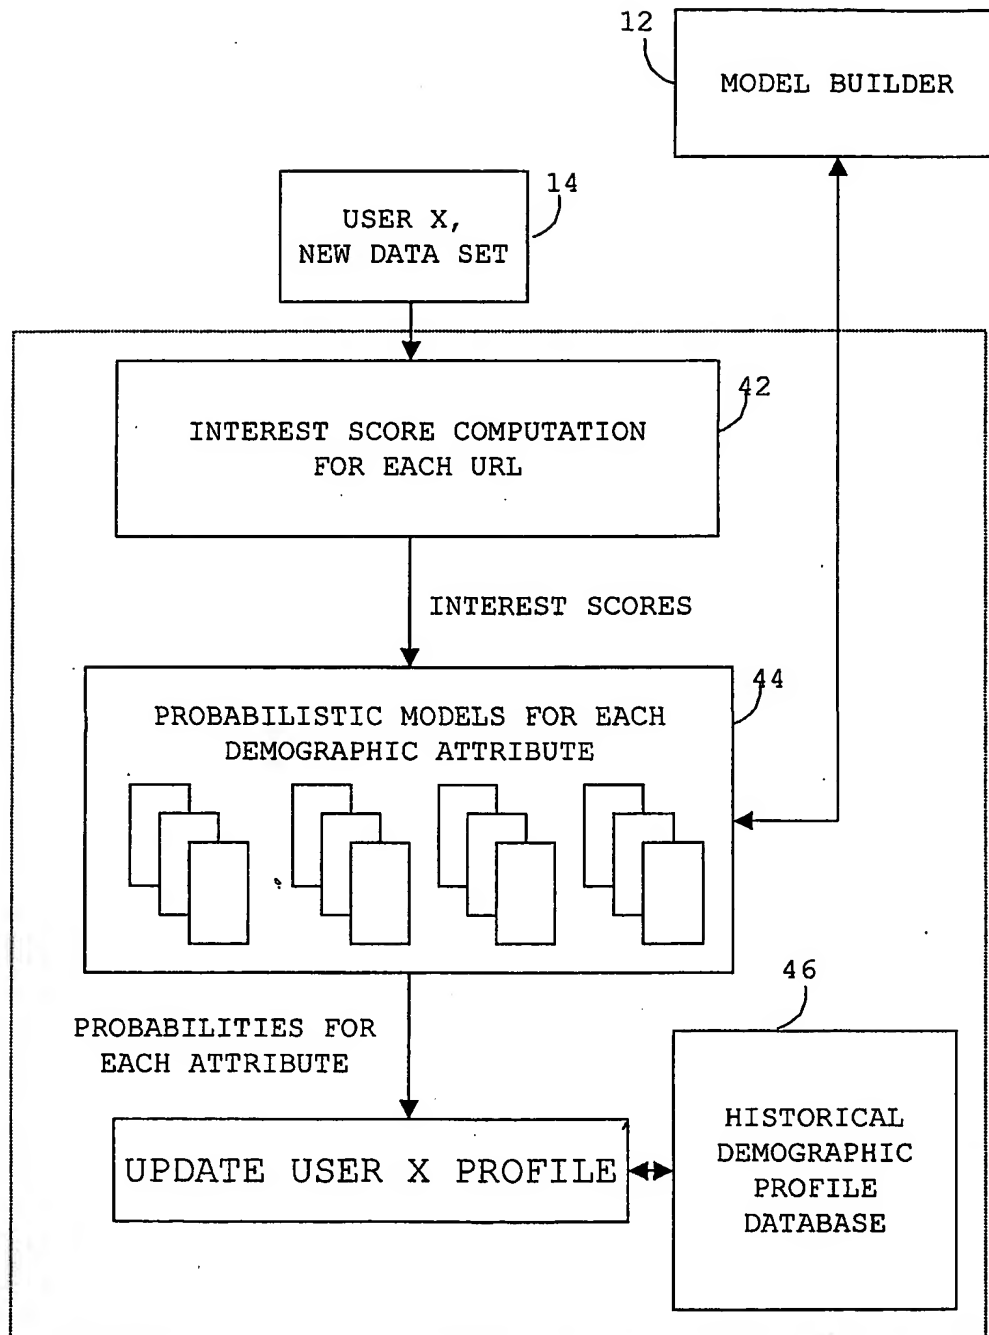 12
MODEL BUILDER
14
USER X,
NEW DATA SET
42
INTEREST SCORE COMPUTATION
FOR EACH URL
INTEREST SCORES
44
PROBABILISTIC MODELS FOR EACH
DEMOGRAPHIC ATTRIBUTE
46
PROBABILITIES FOR
EACH ATTRIBUTE
UPDATE USER X PROFILE
HISTORICAL
DEMOGRAPHIC
PROFILE
DATABASE